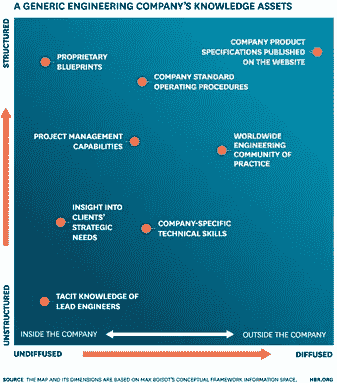 A GENERIC ENGINEERING COMPANY'S KNOWLEDGE ASSETS
STRUCTURED
PROPRIETARY
BLUEPRINTS
COMPANY PRODUCT
SPECIFICATIONS PUBLISHED
ON THE WEBSITE
COMPANY STANDARD
OPERATING PROCEDURES
PROJECT MANAGEMENT
CAPABILITIES
WORLDWIDE
ENGINEERING
COMMUNITY OF
PRACTICE
INSIGHT INTO
CLIENTS'
STRATEGIC
NEEDS
COMPANY-SPECIFIC
TECHNICAL SKILLS
TACIT KNOWLEDGE OF
LEAD ENGINEERS
UNSTRUCTURED
INSIDE THE COMPANY
OUTSIDE THE COMPANY
UNDIFFUSED
DIFFUSED
SOURCE THE MAP AND ITS DIMENSIONS ARE BASED ON MAX BOISOT'S CONCEPTUAL FRAMEWORK INFORMATION SPACE.
HBR.ORG